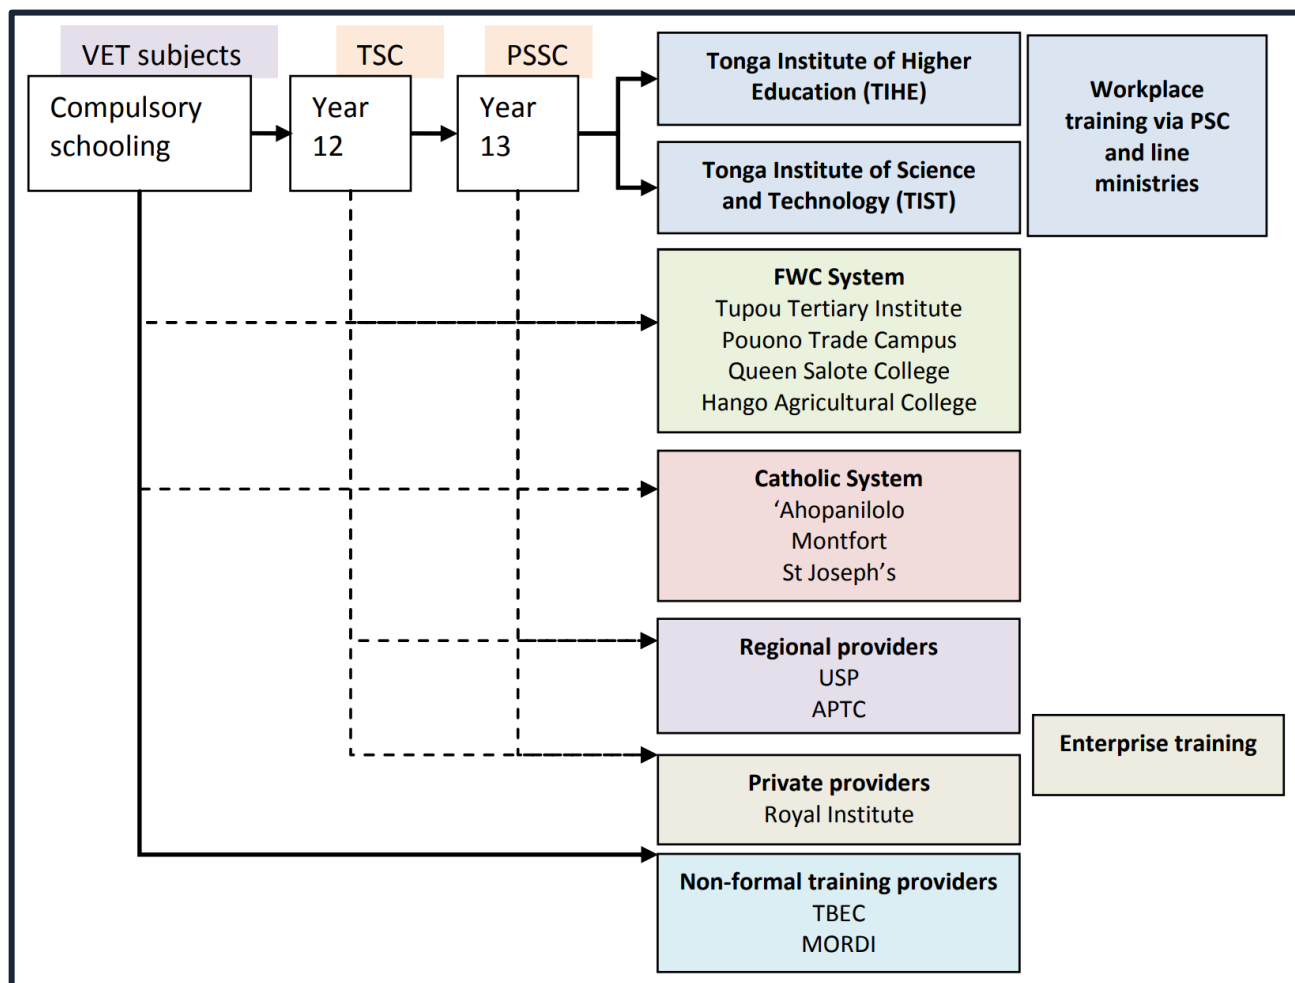 VET subjects
TSC
PSSC
Compulsory
schooling
Year
12
Year
13
Tonga Institute of Higher
Education (TIHE)
Tonga Institute of Science
and Technology (TIST)
Workplace
training via PSC
and line
ministries
FWC System
Tupou Tertiary Institute
Pouono Trade Campus
Queen Salote College
Hango Agricultural College
Catholic System
‘Ahopanilolo
Montfort
St Joseph’s
Regional providers
USP
APTC
Enterprise training
Private providers
Royal Institute
Non-formal training providers
TBEC
MORDI